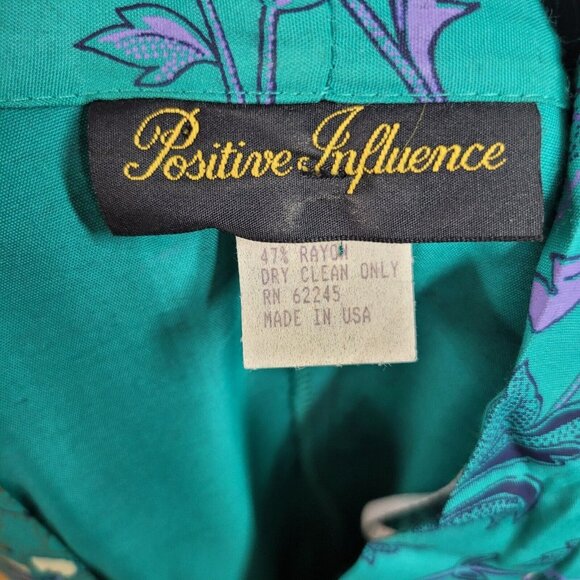 Positive Influence
47% RAYON
DRY CLEAN ONLY
RN 62245
MADE IN USA